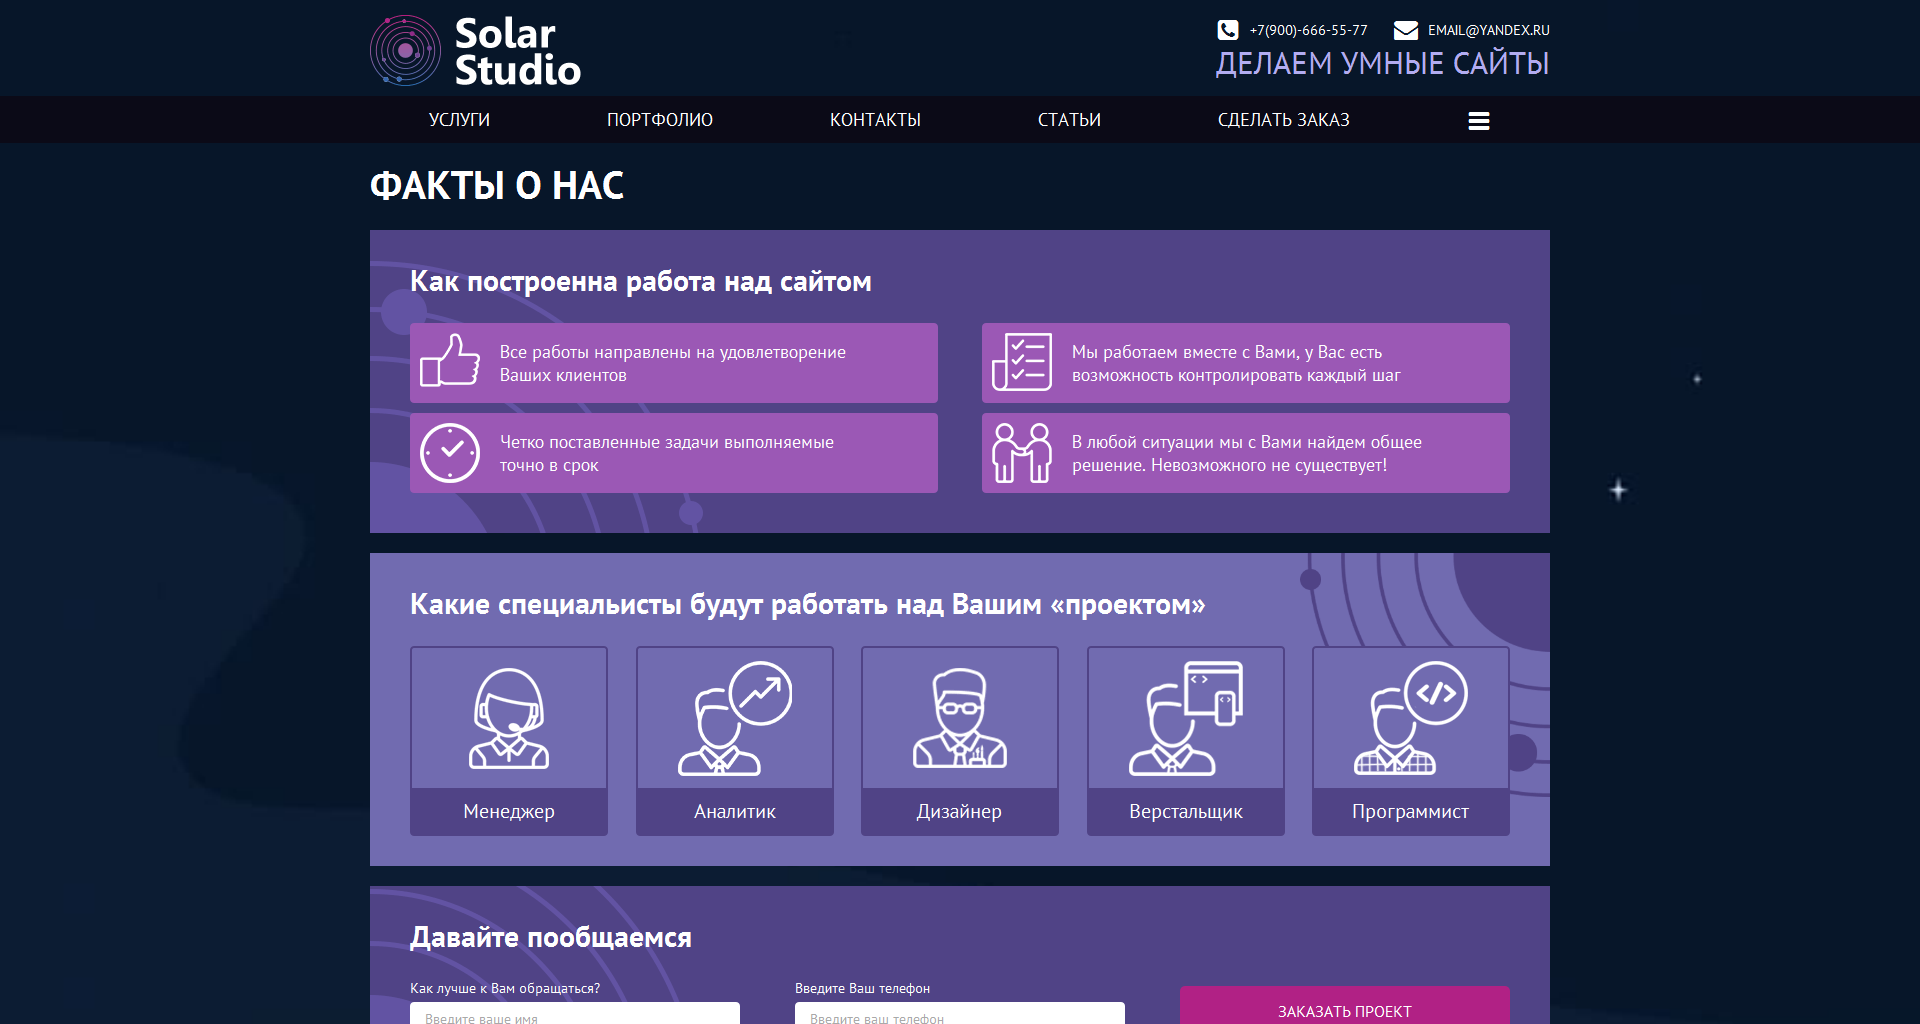 Solar
Studio
+7(900)-666-55-77
EMAIL@YANDEX.RU
ДЕЛАЕМ УМНЫЕ САЙТЫ
УСЛУГИ
ПОРТФОЛИО
КОНТАКТЫ
СТАТЬИ
СДЕЛАТЬ ЗАКАЗ
ФАКТЫ О НАС
Как построенна работа над сайтом
Все работы направлены на удовлетворение
Ваших клиентов
Мы работаем вместе с Вами, у Вас есть
возможность контролировать каждый шаг
Четко поставленные задачи выполняемые
точно в срок
В любой ситуации мы с Вами найдем общее
решение. Невозможного не существует!
Какие специальисты будут работать над Вашим «проектом»
Менеджер
Аналитик
Дизайнер
Верстальщик
Программист
Давайте пообщаемся
Как лучше к Вам обращаться?
Введите Ваш телефон
Введите ваше имя
Введите ваш телефон
ЗАКАЗАТЬ ПРОЕКТ